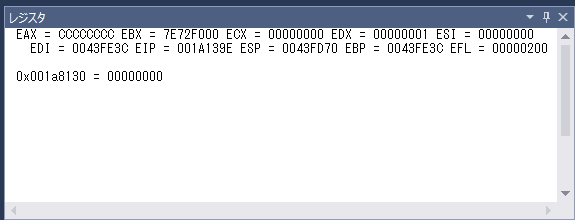 レジスタ
EAX = CCCCCCCC EBX = 7E72F000 ECX = 00000000 EDX = 00000001 ESI = 00000000
EDI = 0043FE3C EIP = 001A139E ESP = 0043FD70 EBP = 0043FE3C EFL = 00000200
0x001a8130 = 00000000